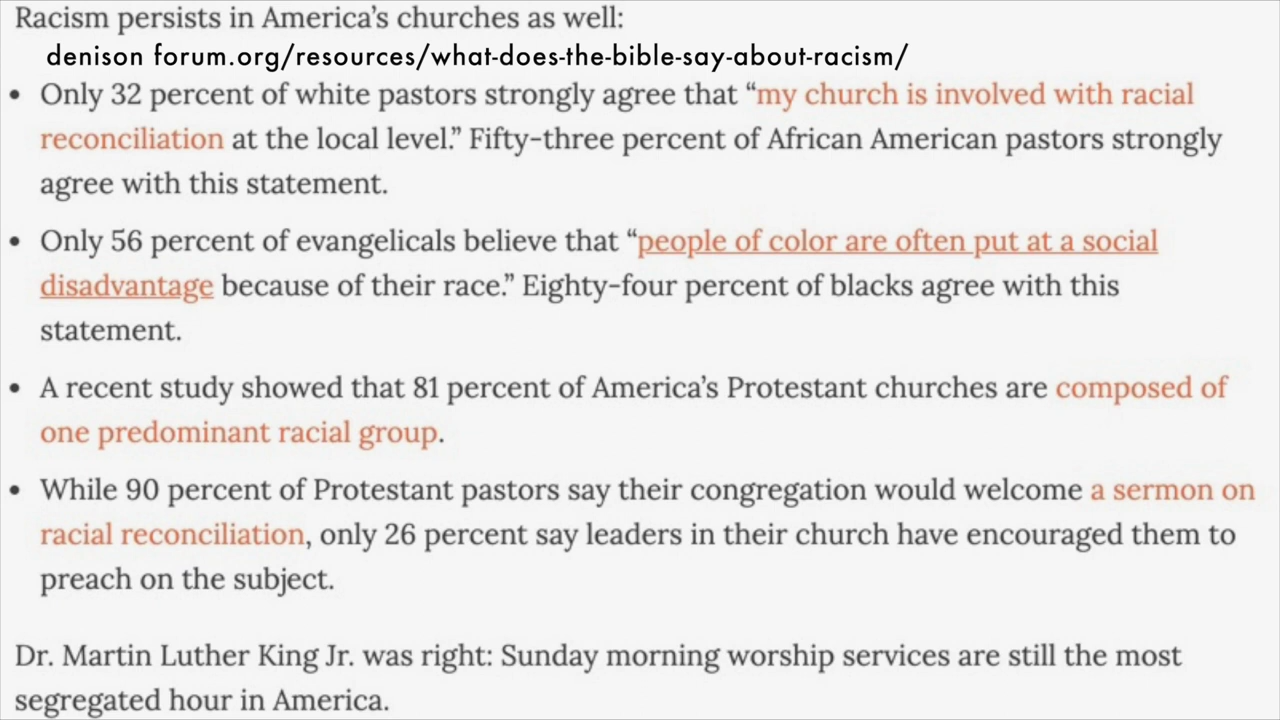 Racism persists in America's churches as well:
denison forum.org/resources/what-does-the-bible-say-about-racism/
• Only 32 percent of white pastors strongly agree that “my church is involved with racial
reconciliation at the local level.” Fifty-three percent of African American pastors strongly
agree with this statement.
• Only 56 percent of evangelicals believe that “people of color are often put at a social
disadvantage because of their race.” Eighty-four percent of blacks agree with this
statement.
• A recent study showed that 81 percent of America’s Protestant churches are composed of
one predominant racial group.
• While 90 percent of Protestant pastors say their congregation would welcome a sermon on
racial reconciliation, only 26 percent say leaders in their church have encouraged them to
preach on the subject.
Dr. Martin Luther King Jr. was right: Sunday morning worship services are still the most
segregated hour in America.